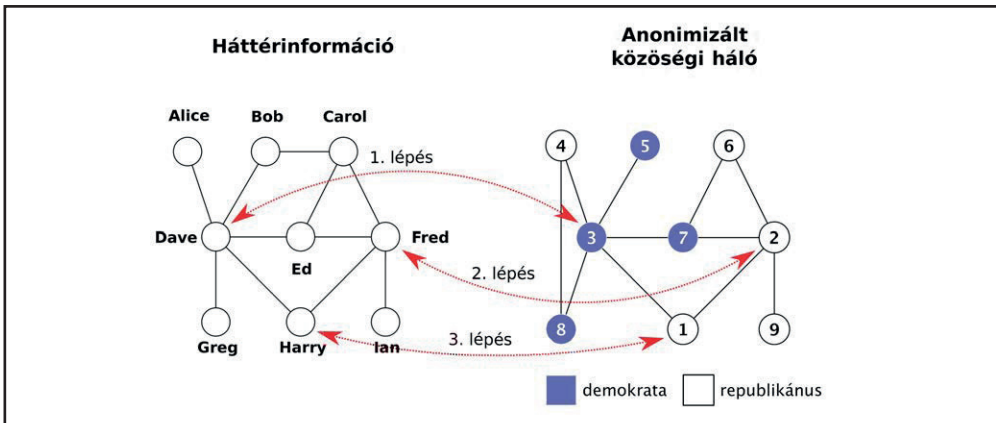 Háttérinformáció
Anonimizált
közöségi háló
Alice
Bob
Carol
1. lépés
4
5
6
Dave
Ed
Fred
3
7
2
2. lépés
Greg
Harry
Ian
3. lépés
8
1
9
demokrata
republikánus